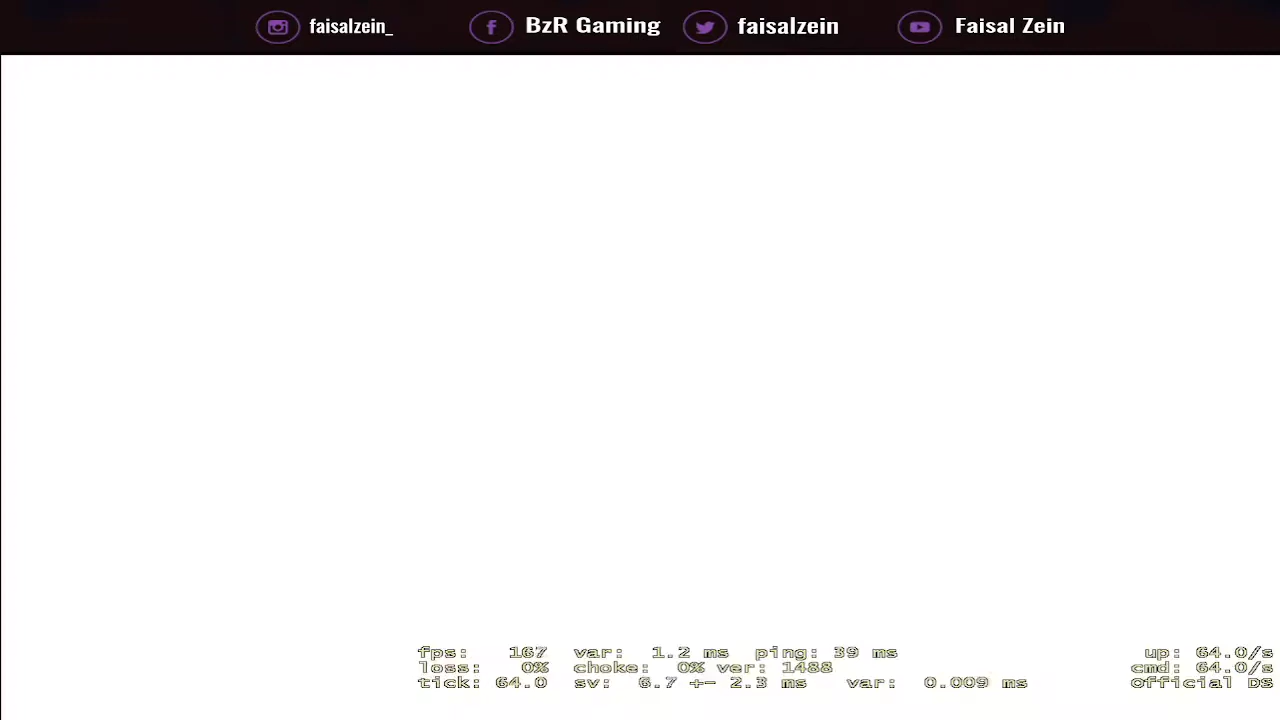 faisalzein_ BzR Gaming faisalzein Faisal Zein
fps: 167 var: 1.2 ms ping: 39 ms up: 64.0/s
loss: 0% choke: 0% ver: 1488 cmd: 64.0/s
tick: 64.0 sv: 6.7 +- 2.3 ms var: 0.009 ms Official DS